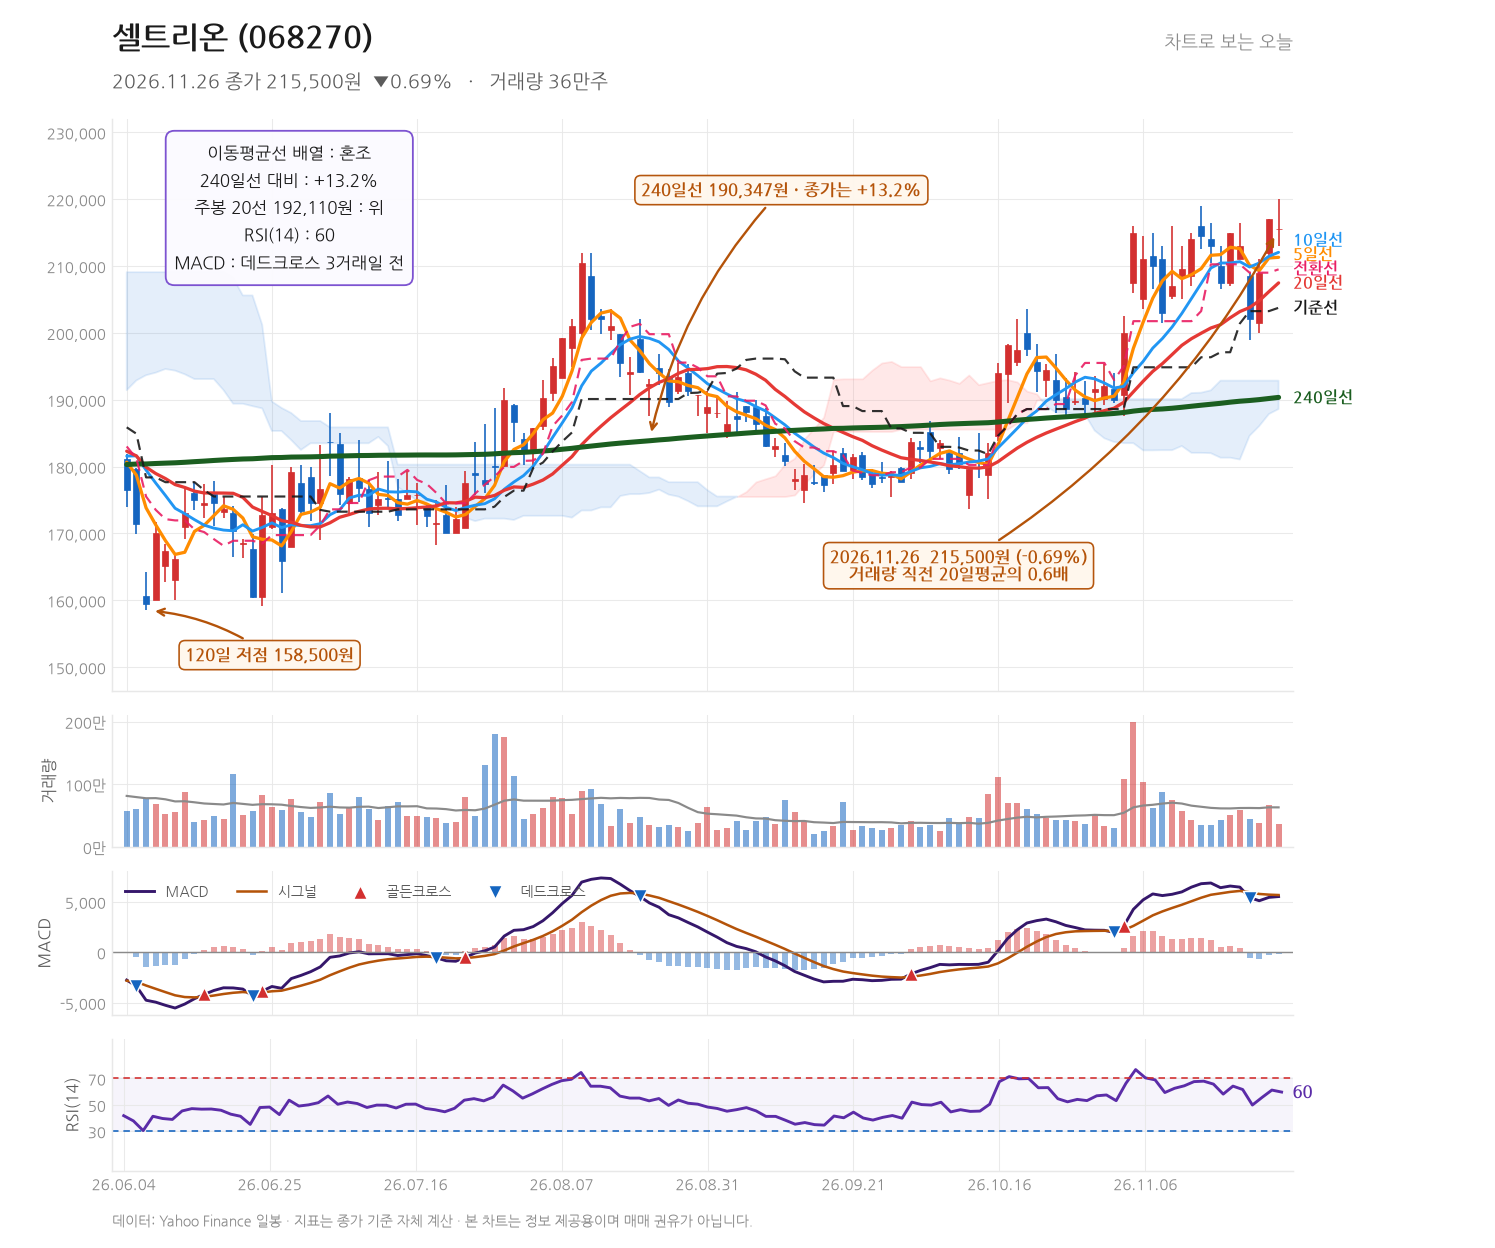 셀트리온 (068270)
차트로 보는 오늘
2026.11.26 종가 215,500원 ▼0.69% · 거래량 36만주
230,000
220,000
210,000
200,000
190,000
180,000
170,000
160,000
150,000
이동평균선 배열 : 혼조
240일선 대비 : +13.2%
주봉 20선 192,110원 : 위
RSI(14) : 60
MACD : 데드크로스 3거래일 전
240일선 190,347원 · 종가는 +13.2%
10일선
5일선
전환선
20일선
기준선
240일선
2026.11.26 215,500원 (-0.69%)
거래량 직전 20일평균의 0.6배
120일 저점 158,500원
거래량
200만
100만
0만
MACD
MACD
시그널
골든크로스
데드크로스
5,000
0
-5,000
RSI(14)
70
50
30
60
26.06.04
26.06.25
26.07.16
26.08.07
26.08.31
26.09.21
26.10.16
26.11.06
데이터: Yahoo Finance 일봉 · 지표는 종가 기준 자체 계산 · 본 차트는 정보 제공용이며 매매 권유가 아닙니다.